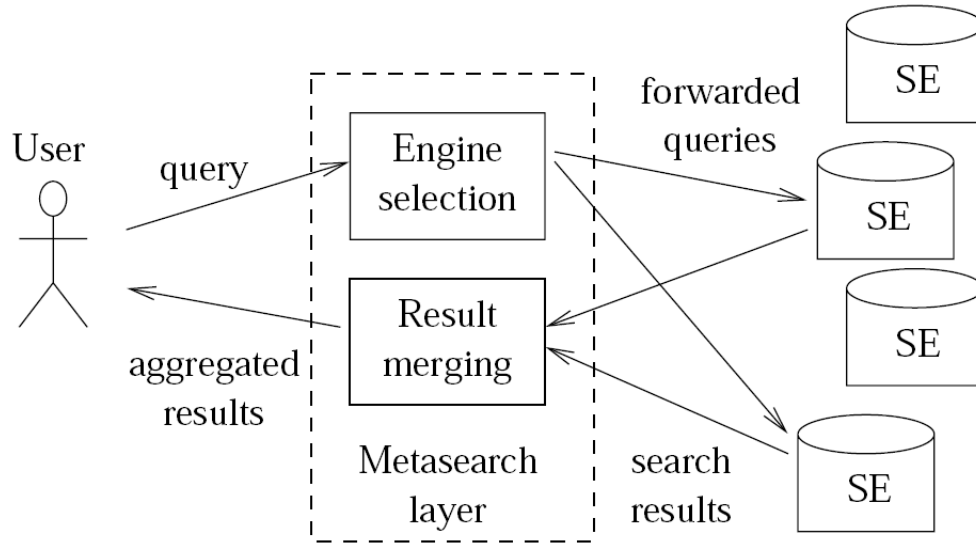 User
query
aggregated
results
Engine
selection
Result
merging
Metasearch
layer
forwarded
queries
search
results
SE
SE
SE
SE